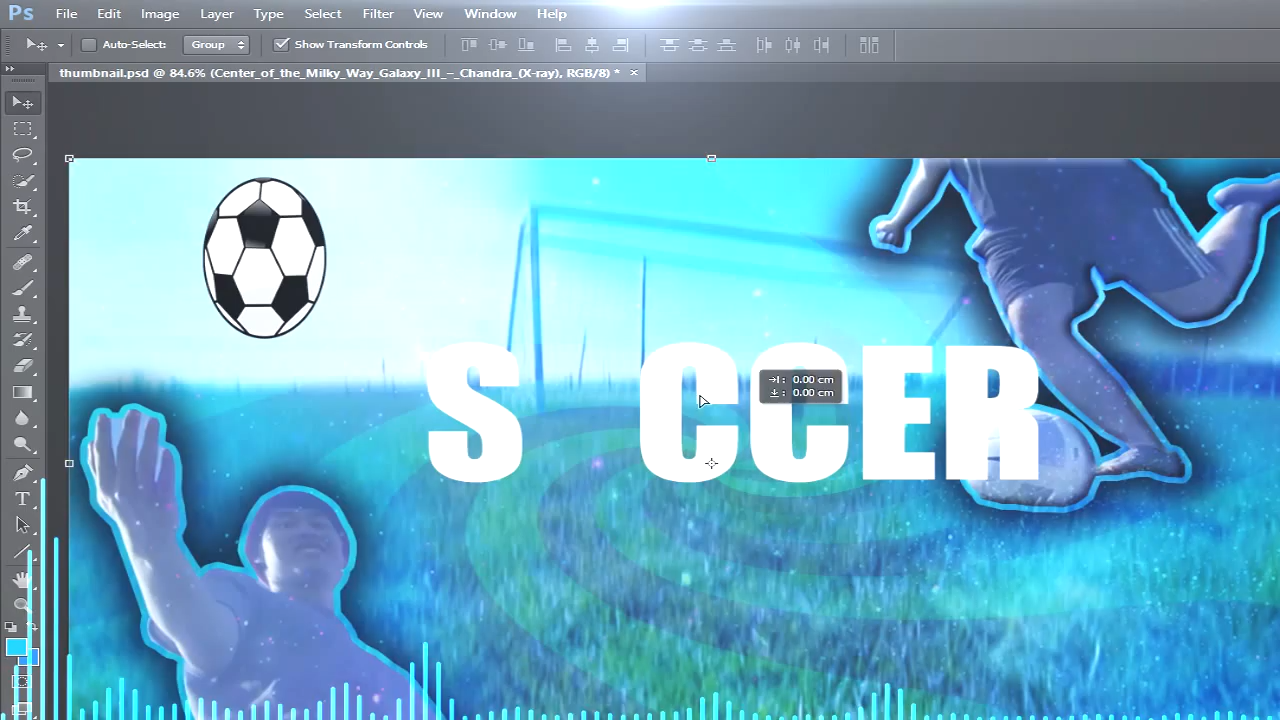 Ps File Edit Image Layer Type Select Filter View Window Help
Auto-Select: Group Show Transform Controls
thumbnail.psd @ 84.6% (Center_of_the_Milky_Way_Galaxy_III_–_Chandra_(X-ray), RGB/8) * ×
S CCER
: 0.00 cm
: 0.00 cm
T